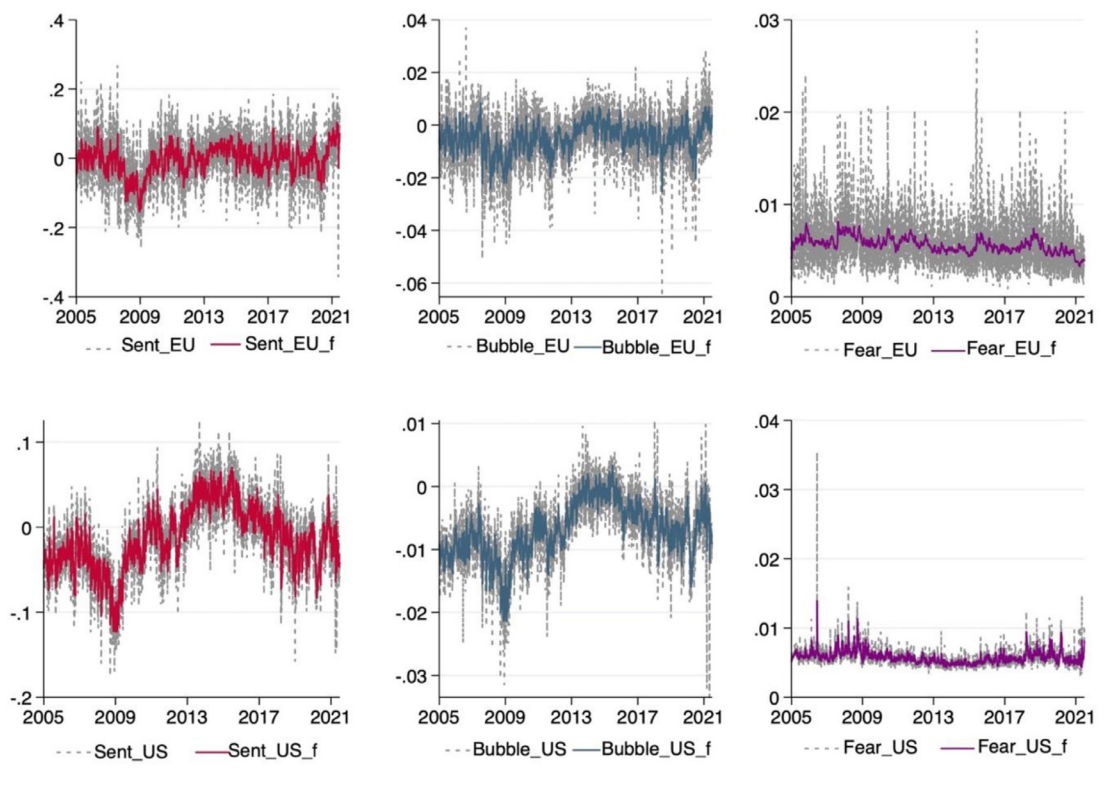 .4
.2
0
-.2
-.4
2005 2009 2013 2017 2021
Sent_EU Sent_EU_f
.04
.02
0
-.02
-.04
-.06
2005 2009 2013 2017 2021
Bubble_EU Bubble_EU_f
.03
.02
.01
0
2005 2009 2013 2017 2021
Fear_EU Fear_EU_f
.1
0
-.1
-.2
2005 2009 2013 2017 2021
Sent_US Sent_US_f
.01
0
-.01
-.02
-.03
2005 2009 2013 2017 2021
Bubble_US Bubble_US_f
.04
.03
.02
.01
0
2005 2009 2013 2017 2021
Fear_US Fear_US_f